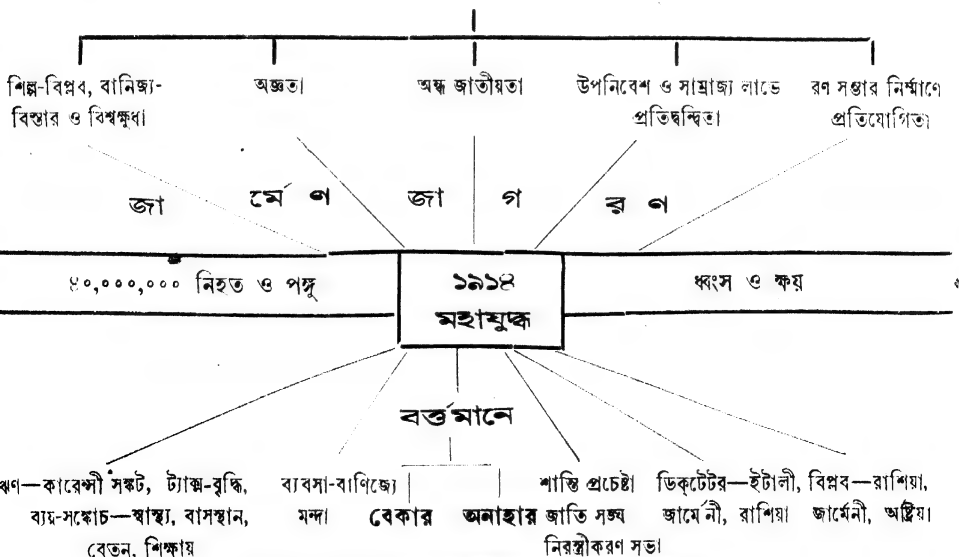 শিল্প-বিপ্লব, বানিজ্য-
বিস্তার ও বিশ্বক্ষুধা
অজ্ঞতা
অন্ধ জাতীয়তা
উপনিবেশ ও সাম্রাজ্য লাভে
প্রতিদ্বন্দ্বিতা
রণ সম্ভার নির্ম্মাণে
প্রতিযোগিতা
জা র্মে ণ জা গ র ণ
৪০,০০০,০০০ নিহত ও পঙ্গু
১৯১৪
মহাযুদ্ধ
ধ্বংস ও ক্ষয়
বর্ত্তমানে
ঋণ—কারেন্সী সঙ্কট, ট্যাক্স-বৃদ্ধি,
ব্যয়-সঙ্কোচ—স্বাস্থ্য, বাসস্থান,
বেতন, শিক্ষায়
ব্যবসা-বাণিজ্যে
মন্দা
বেকার
অনাহার
শান্তি প্রচেষ্টা
জাতি সঙ্ঘ
নিরস্ত্রীকরণ সভা
ডিক্‌টেটর—ইটালী,
জার্মেনী, রাশিয়া
বিপ্লব—রাশিয়া,
জার্মেনী, অষ্ট্রিয়া